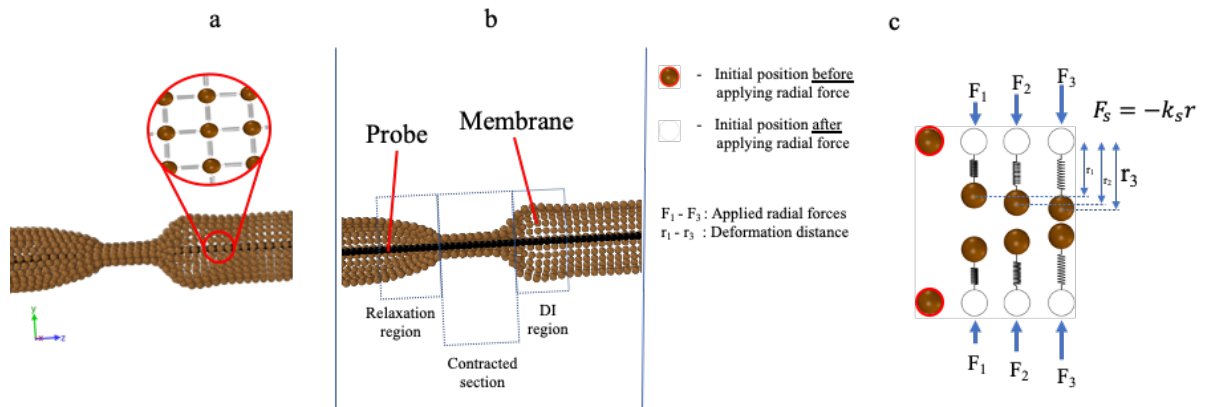 a
y
x
z
b
Probe
Membrane
Relaxation
region
Contracted
section
DI
region
- Initial position before
applying radial force
- Initial position after
applying radial force
F₁ - F₃ : Applied radial forces
r₁ - r₃ : Deformation distance
c
F₁
F₂
F₃
Fₛ = −kₛr
r₁
r₂
r₃
F₁
F₂
F₃